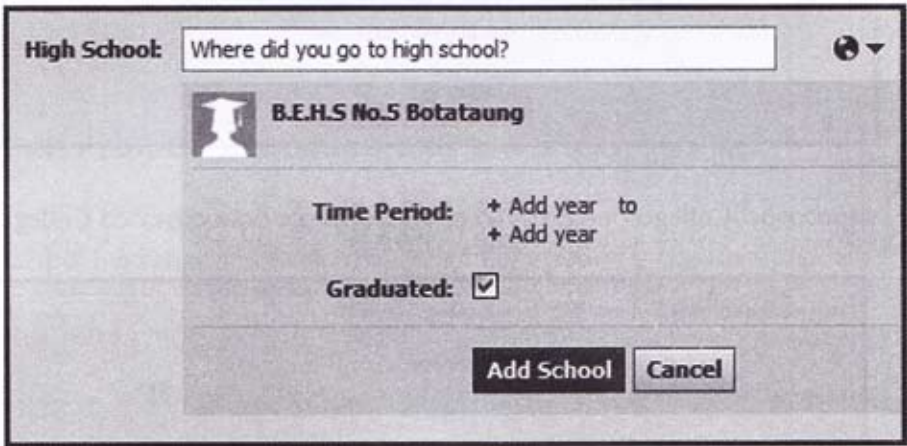 High School: Where did you go to high school?
B.E.H.S No.5 Botataung
Time Period: + Add year to
+ Add year
Graduated:
Add School Cancel